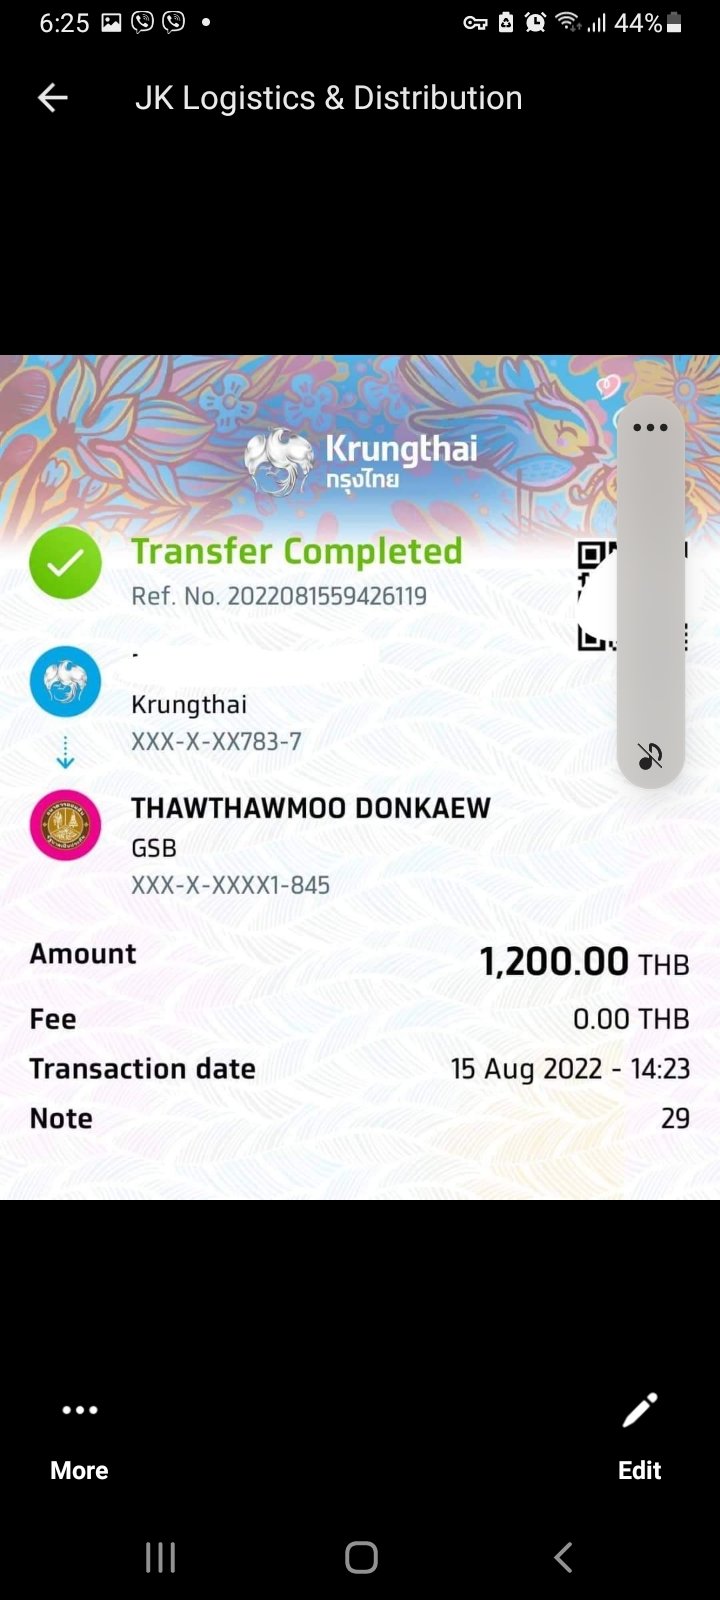 6:25
44%
JK Logistics & Distribution
Krungthai
กรุงไทย
Transfer Completed
Ref. No. 2022081559426119
Krungthai
XXX-X-XX783-7
THAWTHAWMOO DONKAEW
GSB
XXX-X-XXXX1-845
Amount 1,200.00 THB
Fee 0.00 THB
Transaction date 15 Aug 2022 - 14:23
Note 29
More Edit